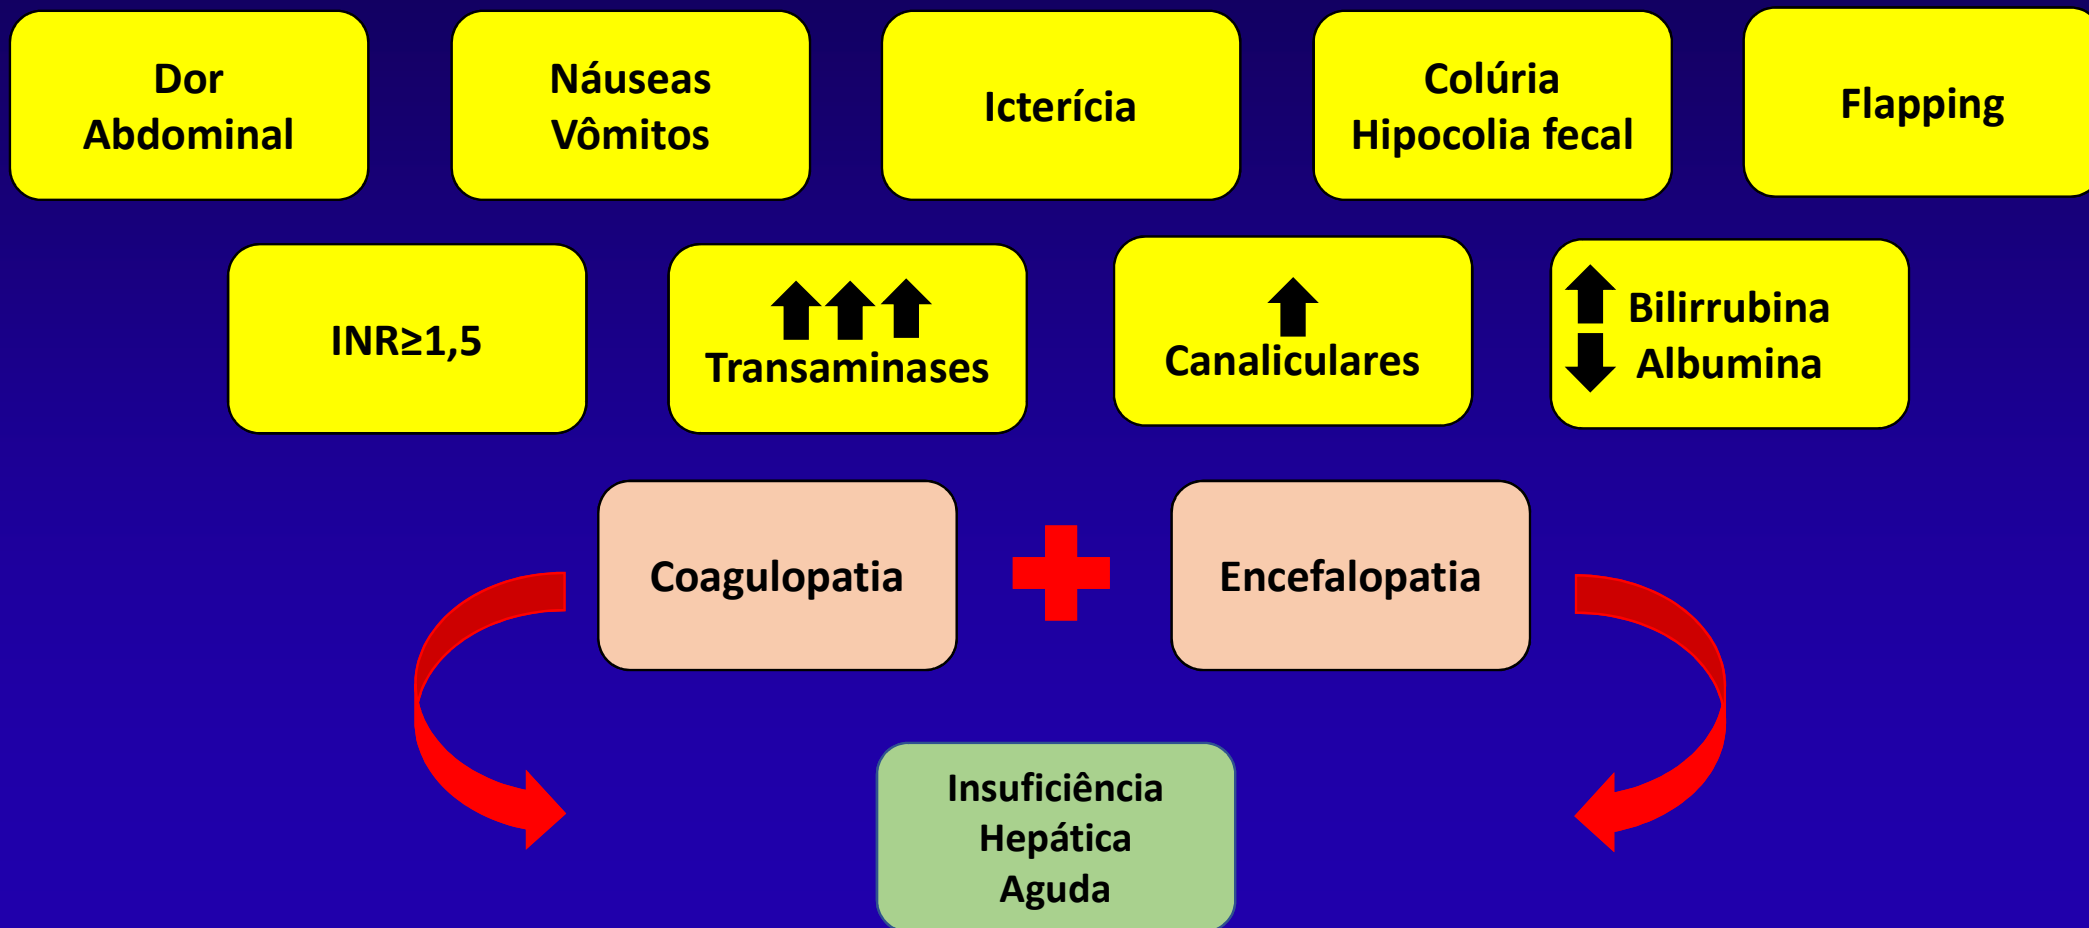 Dor
Abdominal
Náuseas
Vômitos
Icterícia
Colúria
Hipocolia fecal
Flapping
INR≥1,5
Transaminases
Canaliculares
Bilirrubina
Albumina
Coagulopatia
Encefalopatia
Insuficiência
Hepática
Aguda